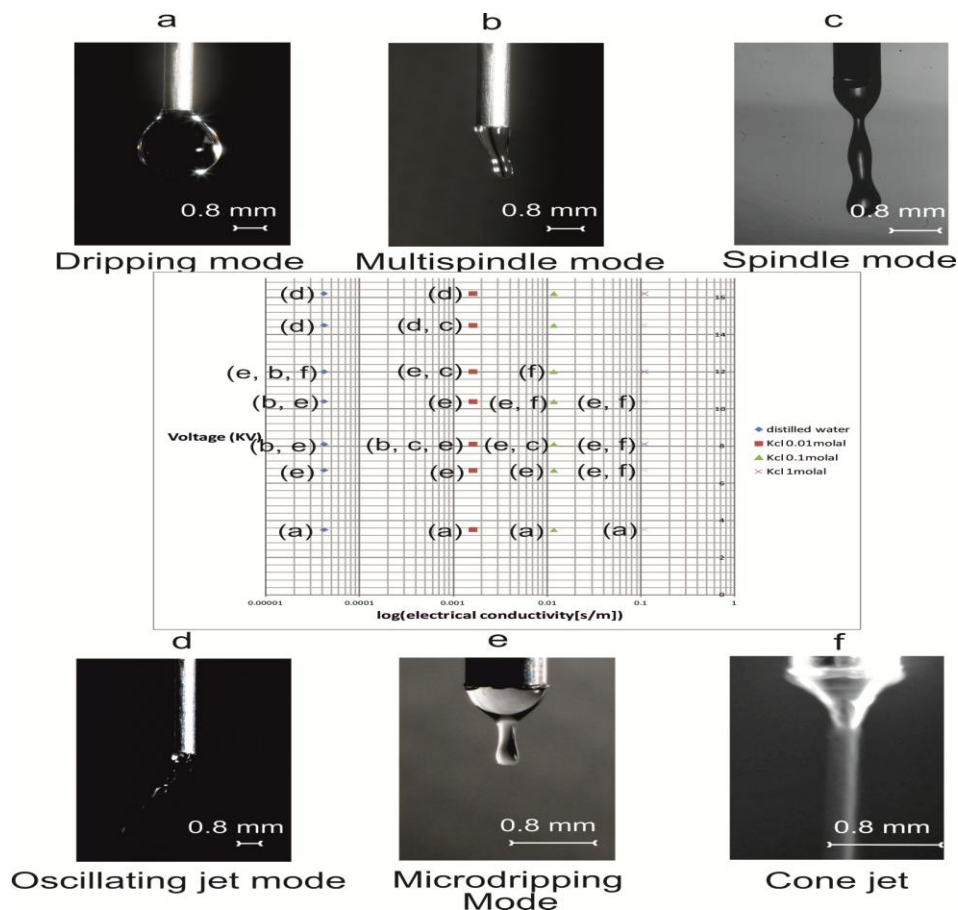 a
b
c
0.8 mm
0.8 mm
0.8 mm
Dripping mode
Multispindle mode
Spindle mode
(d)
(d)
16
(d)
(d, c)
14
(e, b, f)
(e, c)
(f)
12
(b, e)
(e)
(e, f)
(e, f)
10
Voltage (KV)
(b, e)
(b, c, e)
(e, c)
(e, f)
8
(e)
(e)
(e)
(e, f)
6
(a)
(a)
(a)
(a)
4
2
0
distilled water
Kcl 0.01molal
Kcl 0.1molal
Kcl 1molal
0.00001
0.0001
0.001
0.01
0.1
1
log(electrical conductivity[s/m])
d
e
f
0.8 mm
0.8 mm
0.8 mm
Oscillating jet mode
Microdripping
Mode
Cone jet